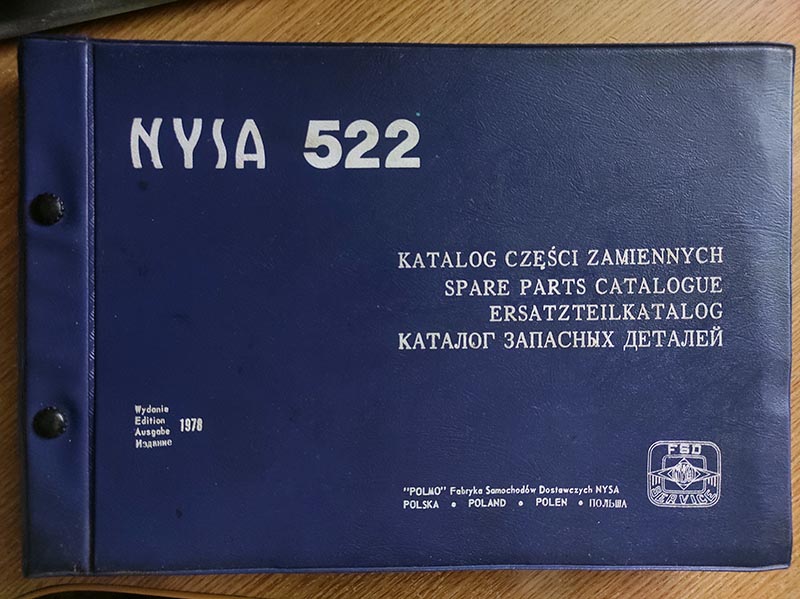 NYSA 522
KATALOG CZĘŚCI ZAMIENNYCH
SPARE PARTS CATALOGUE
ERSATZTEILKATALOG
КАТАЛОГ ЗАПАСНЫХ ДЕТАЛЕЙ
Wydanie
Edition
Ausgabe
Издание
1978
"POLMO" Fabryka Samochodów Dostawczych NYSA
POLSKA • POLAND • POLEN • ПОЛЬША
FSD
NYSA
SERVICE